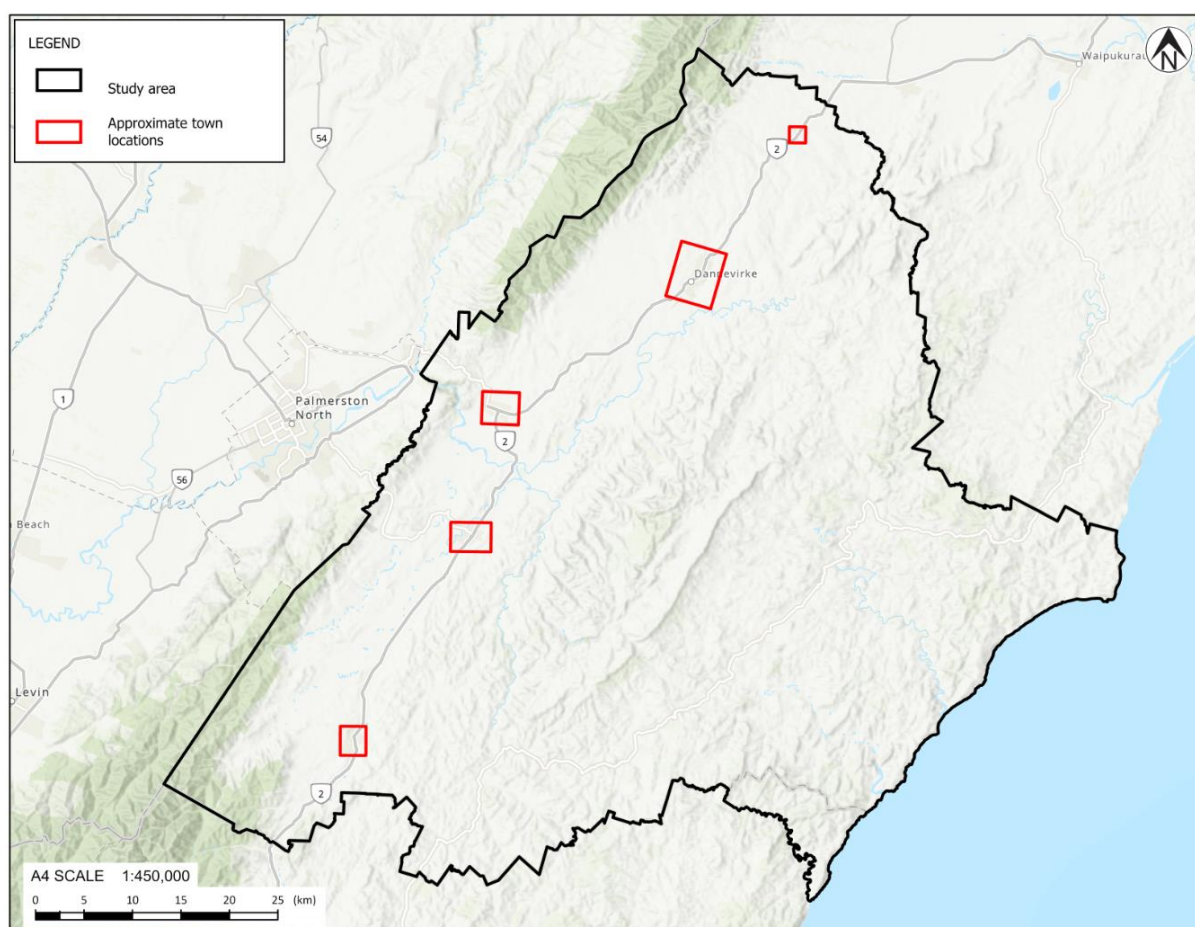 LEGEND
Study area
Approximate town
locations
N
Waipukurau
54
2
Dannevirke
1
Palmerston
North
2
56
Beach
Levin
2
A4 SCALE 1:450,000
0 5 10 15 20 25 (km)